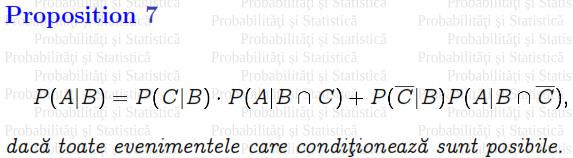 Proposition 7
P(A|B) = P(C|B) · P(A|B ∩ C) + P(C̅|B)P(A|B ∩ C̅),
dacă toate evenimentele care condiţionează sunt posibile.